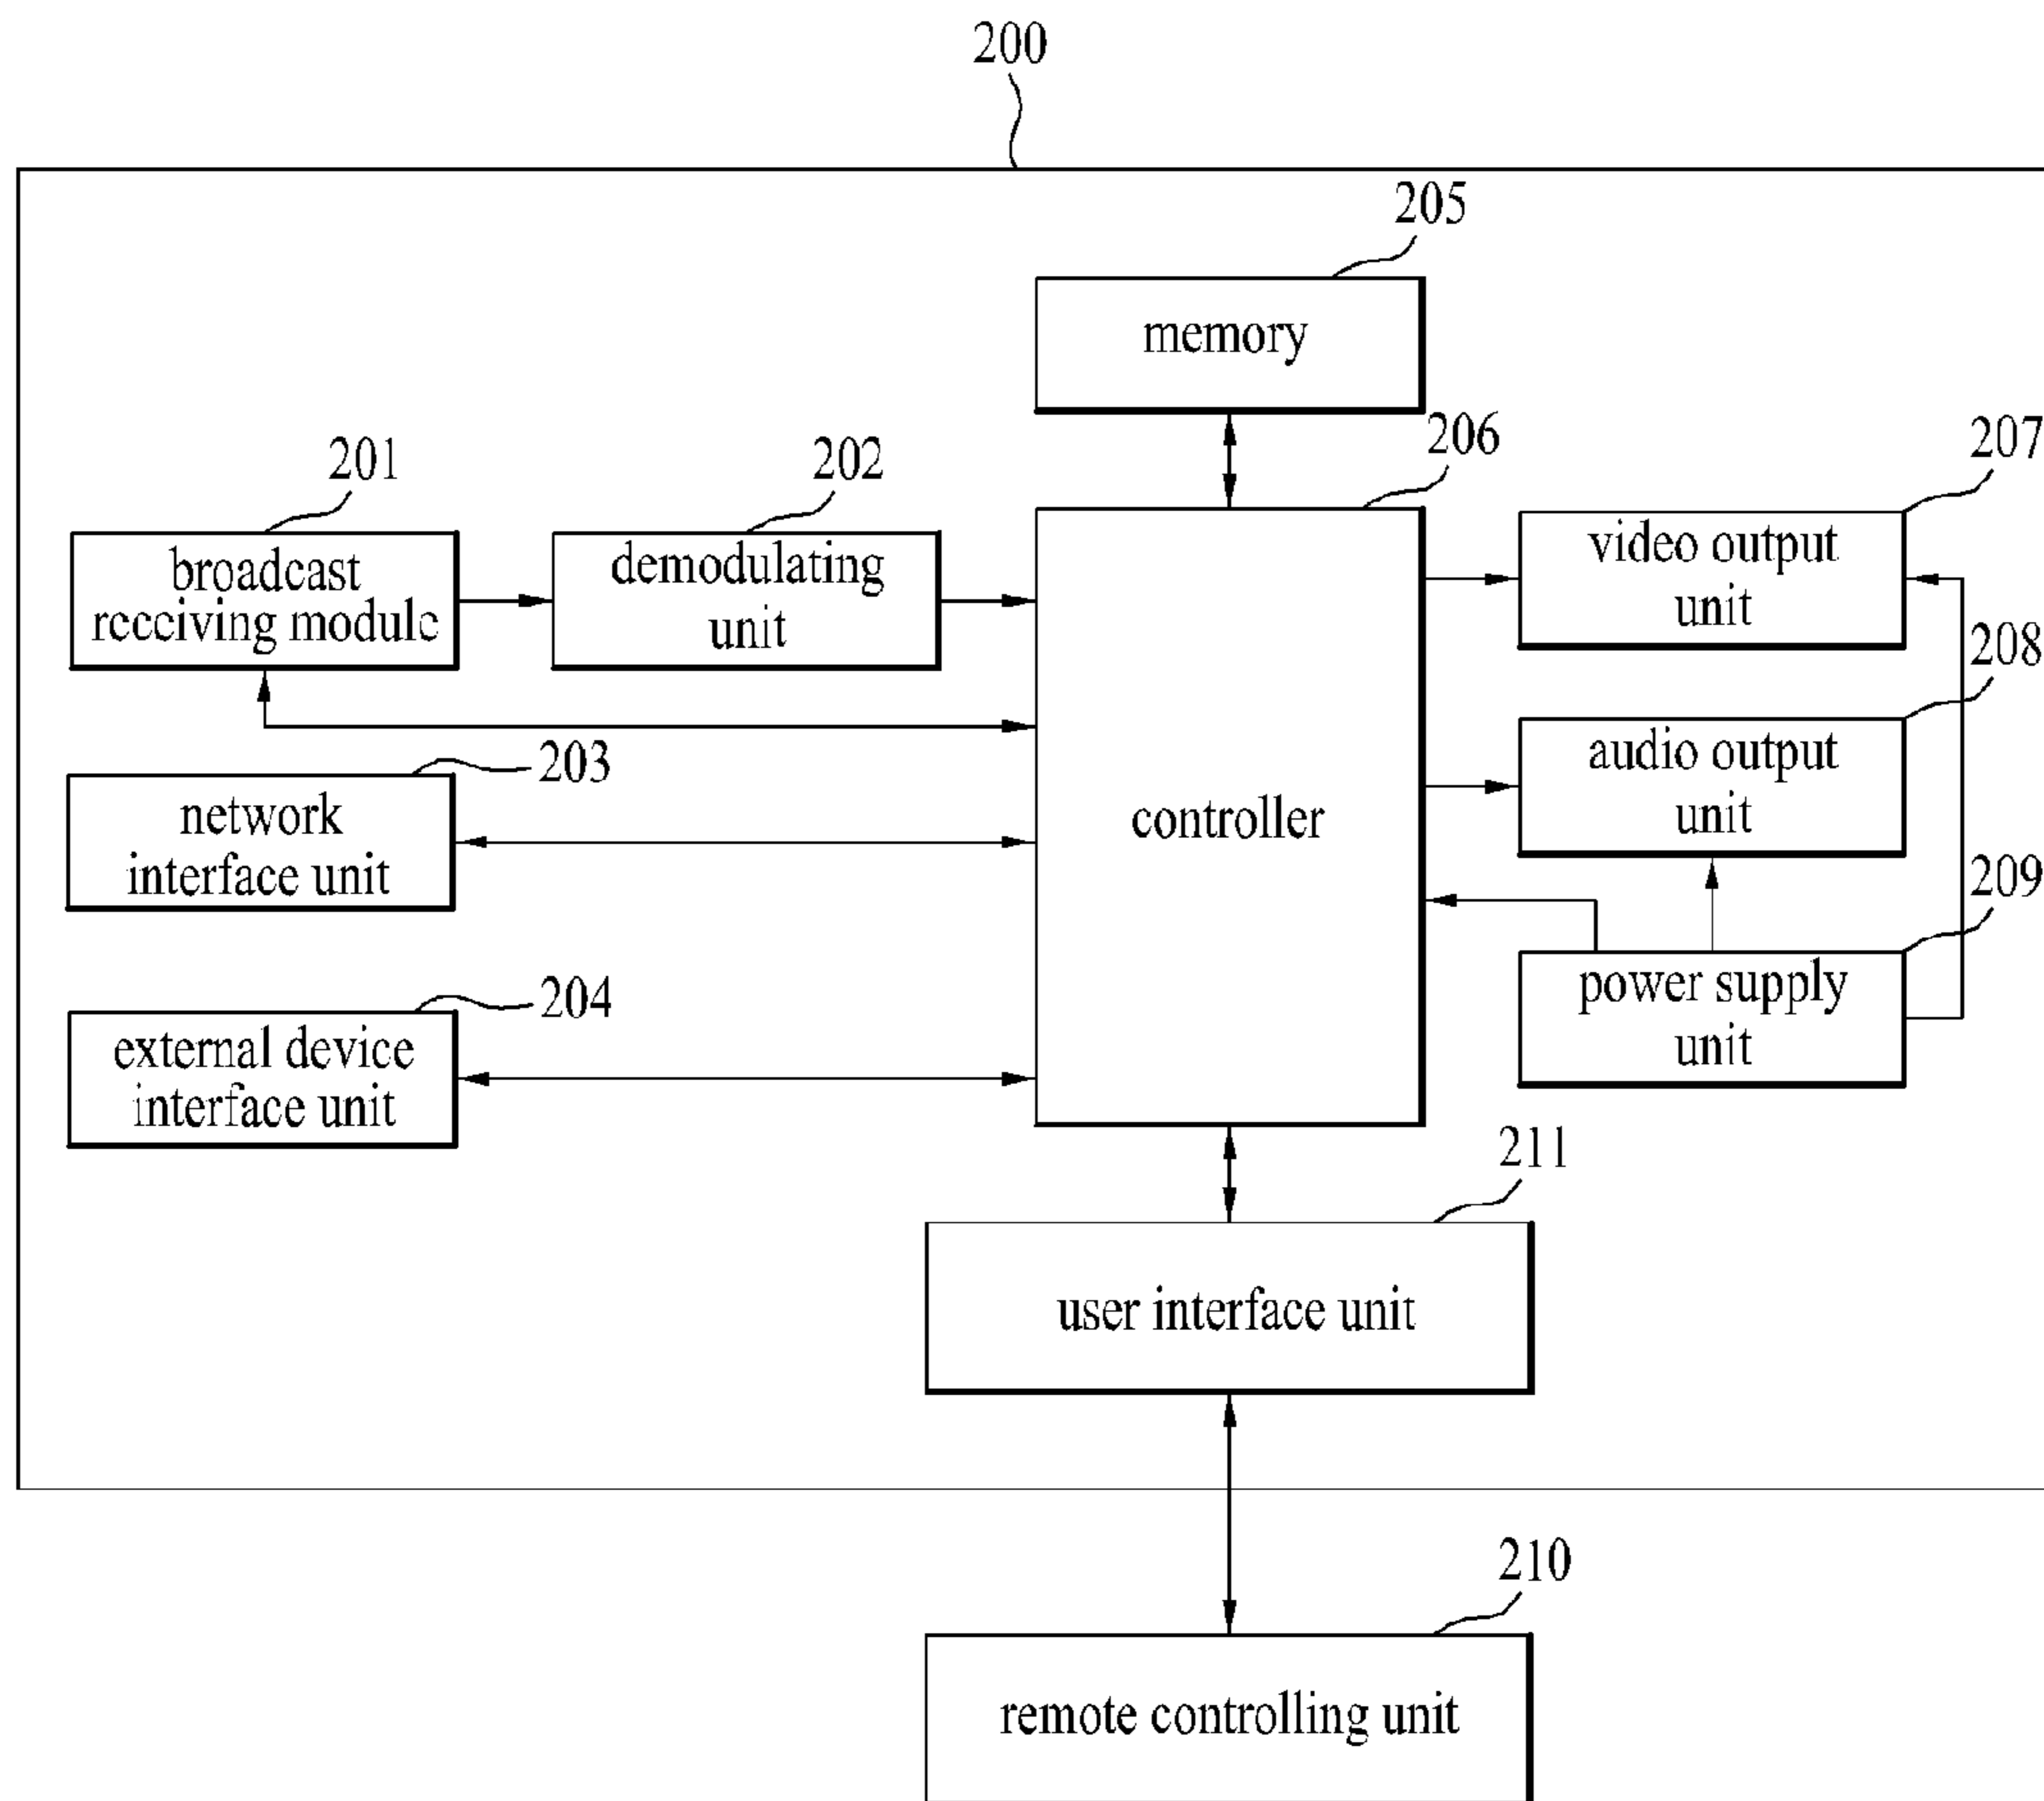 200
205
memory
206
207
201
202
broadcast
receiving module
demodulating
unit
video output
unit
208
203
network
interface unit
controller
audio output
unit
209
204
external device
interface unit
power supply
unit
211
user interface unit
210
remote controlling unit